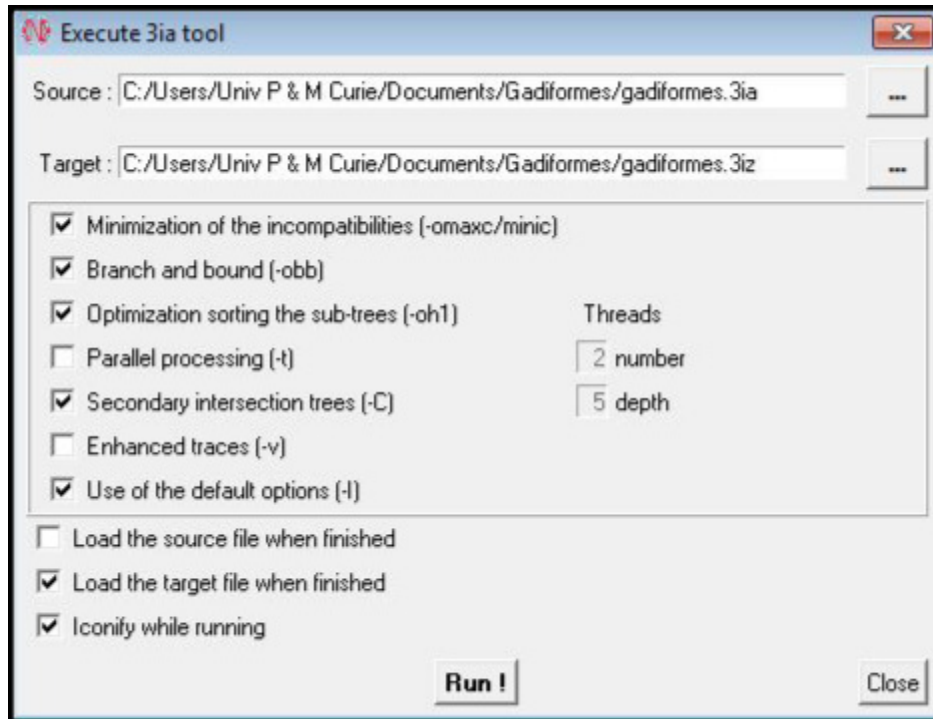 Execute 3ia tool
Source : C:/Users/Univ P & M Curie/Documents/Gadiformes/gadiformes.3ia ...
Target : C:/Users/Univ P & M Curie/Documents/Gadiformes/gadiformes.3iz ...
Minimization of the incompatibilities (-omaxc/minic)
Branch and bound (-obb)
Optimization sorting the sub-trees (-oh1) Threads
Parallel processing (-t) 2 number
Secondary intersection trees (-C) 5 depth
Enhanced traces (-v)
Use of the default options (-l)
Load the source file when finished
Load the target file when finished
Iconify while running
Run ! Close